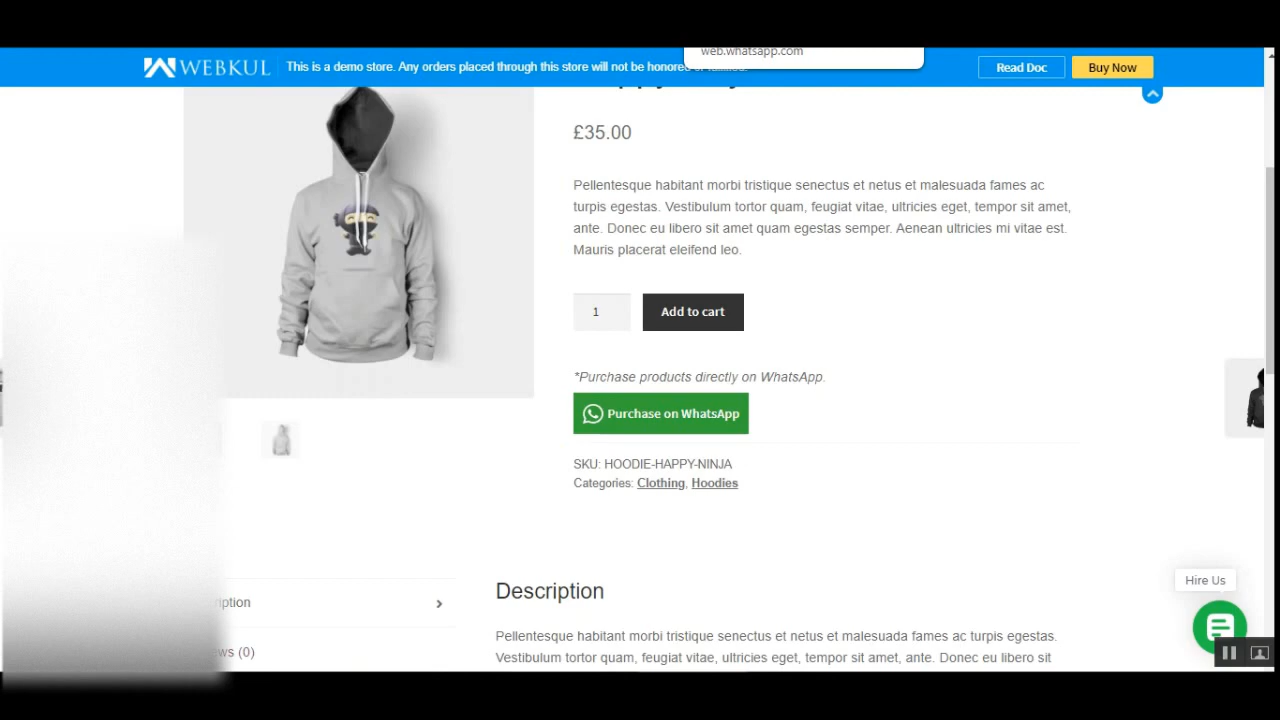 web.whatsapp.com
WEBKUL
This is a demo store. Any orders placed through this store will not be honored
Read Doc
Buy Now
£35.00
Pellentesque habitant morbi tristique senectus et netus et malesuada fames ac
turpis egestas. Vestibulum tortor quam, feugiat vitae, ultricies eget, tempor sit amet,
ante. Donec eu libero sit amet quam egestas semper. Aenean ultricies mi vitae est.
Mauris placerat eleifend leo.
1
Add to cart
*Purchase products directly on WhatsApp.
Purchase on WhatsApp
SKU: HOODIE-HAPPY-NINJA
Categories: Clothing, Hoodies
Description
Pellentesque habitant morbi tristique senectus et netus et malesuada fames ac turpis egestas.
Vestibulum tortor quam, feugiat vitae, ultricies eget, tempor sit amet, ante. Donec eu libero sit
(0)
Hire Us